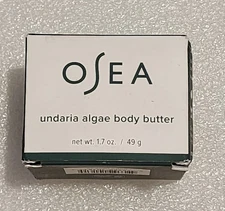 OSEA
undaria algae body butter
net wt. 1.7 oz. / 49 g